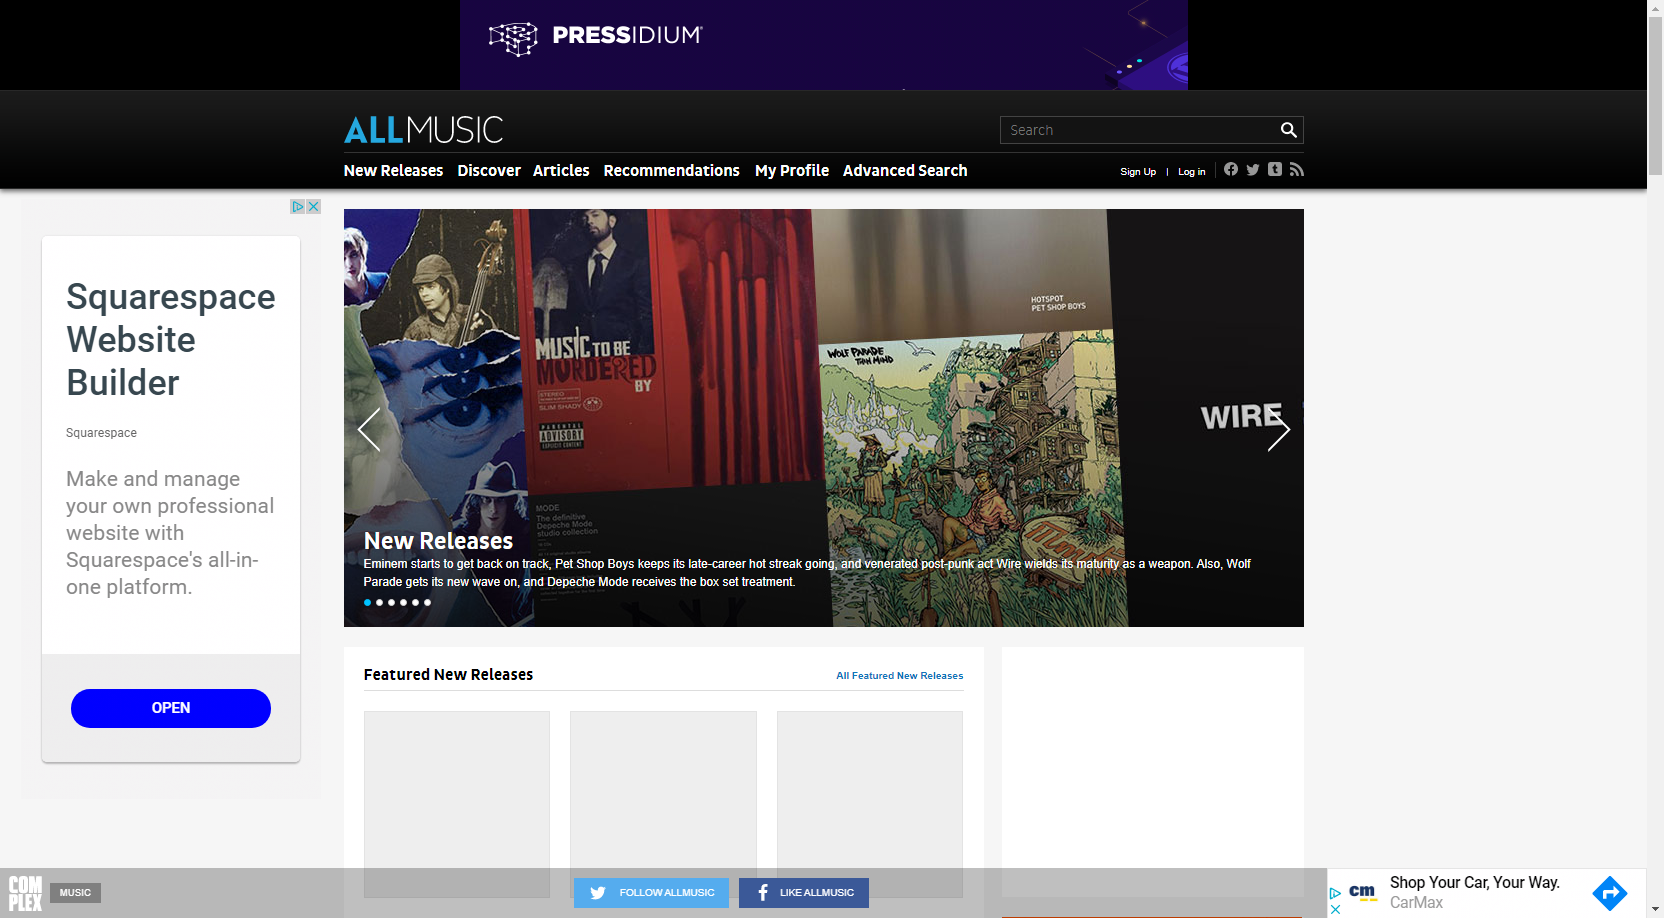 PRESSIDIUM®
ALLMUSIC
Search
New Releases Discover Articles Recommendations My Profile Advanced Search
Sign Up | Log in
Squarespace
Website
Builder
Squarespace
Make and manage
your own professional
website with
Squarespace's all-in-
one platform.
OPEN
MUSIC TO BE
MURDERED
BY
STEREO
SLIM SHADY
PARENTAL
ADVISORY
EXPLICIT CONTENT
MODE
The definitive
Depeche Mode
studio collection
HOTSPOT
PET SHOP BOYS
WOLF PARADE
THIN MIND
WIRE
New Releases
Eminem starts to get back on track, Pet Shop Boys keeps its late-career hot streak going, and venerated post-punk act Wire wields its maturity as a weapon. Also, Wolf
Parade gets its new wave on, and Depeche Mode receives the box set treatment.
Featured New Releases
All Featured New Releases
COM
PLEX
MUSIC
FOLLOW ALLMUSIC
LIKE ALLMUSIC
cm
Shop Your Car, Your Way.
CarMax